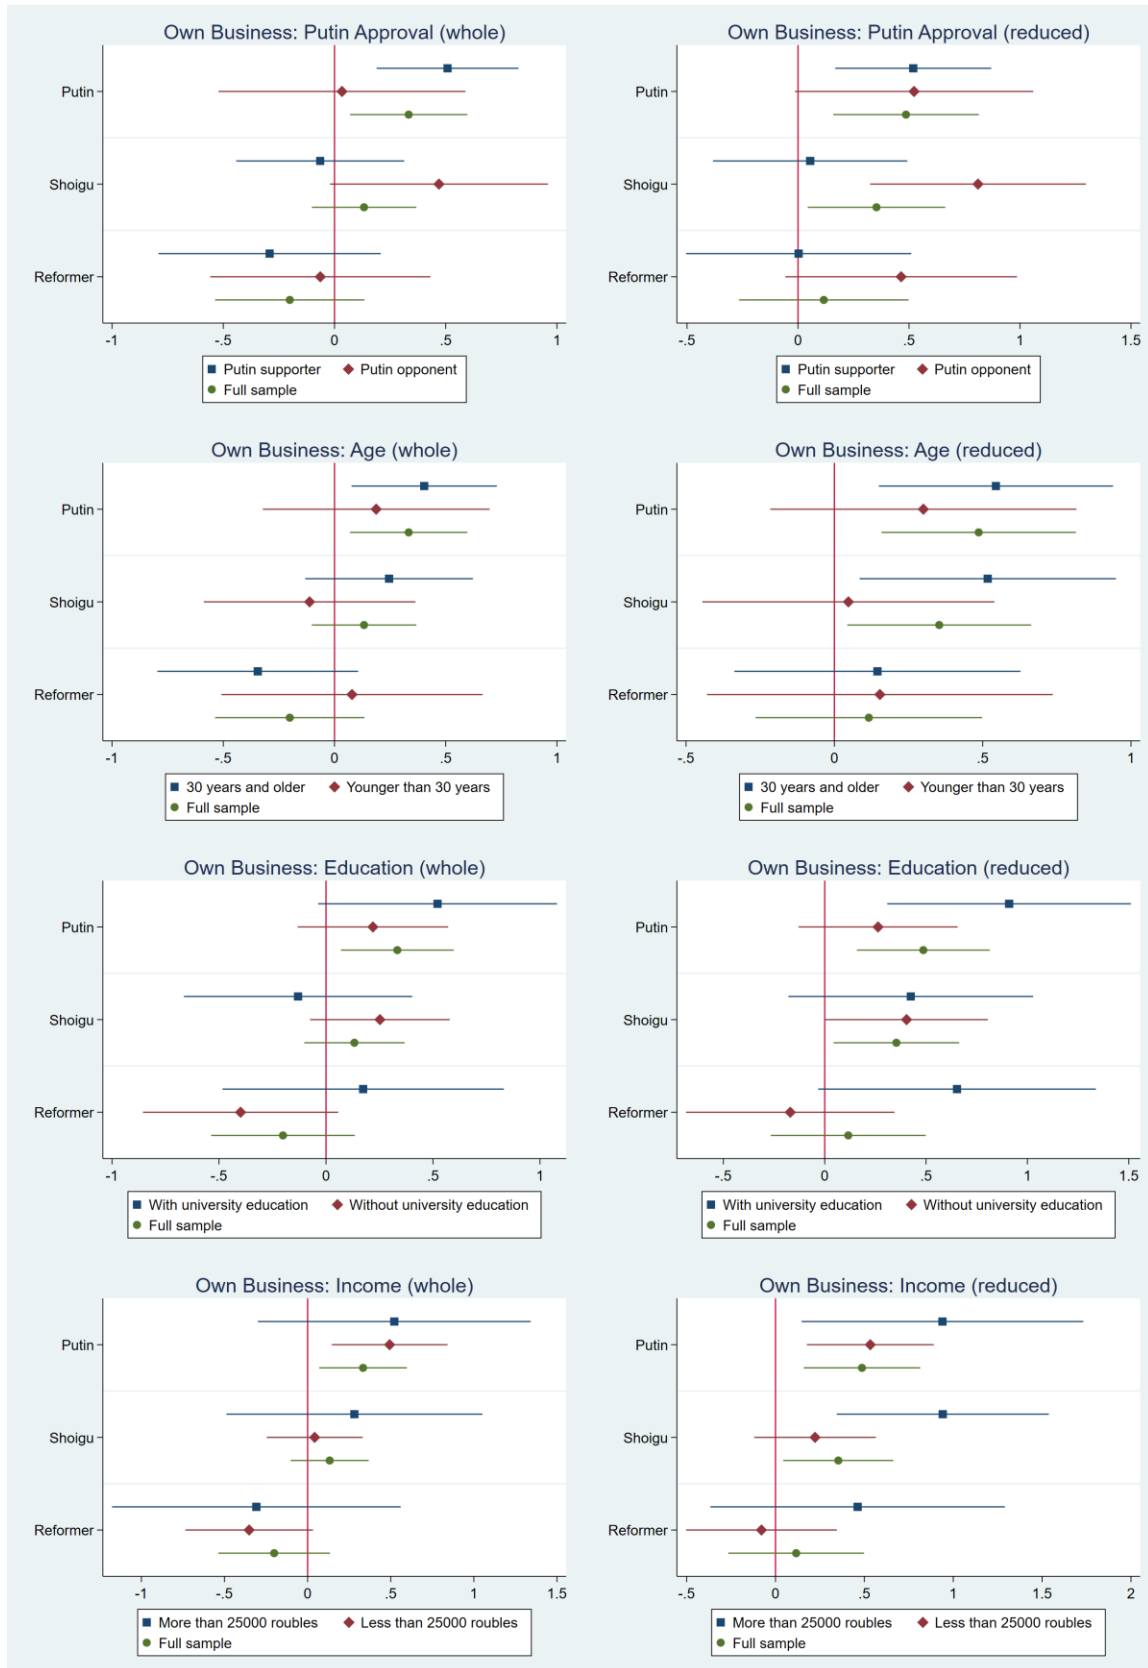 Own Business: Putin Approval (whole)
Putin
Shoigu
Reformer
-1 -.5 0 .5 1
Putin supporter Putin opponent
Full sample
Own Business: Putin Approval (reduced)
Putin
Shoigu
Reformer
-.5 0 .5 1 1.5
Putin supporter Putin opponent
Full sample
Own Business: Age (whole)
Putin
Shoigu
Reformer
-1 -.5 0 .5 1
30 years and older Younger than 30 years
Full sample
Own Business: Age (reduced)
Putin
Shoigu
Reformer
-.5 0 .5 1
30 years and older Younger than 30 years
Full sample
Own Business: Education (whole)
Putin
Shoigu
Reformer
-1 -.5 0 .5 1
With university education Without university education
Full sample
Own Business: Education (reduced)
Putin
Shoigu
Reformer
-.5 0 .5 1 1.5
With university education Without university education
Full sample
Own Business: Income (whole)
Putin
Shoigu
Reformer
-1 -.5 0 .5 1 1.5
More than 25000 roubles Less than 25000 roubles
Full sample
Own Business: Income (reduced)
Putin
Shoigu
Reformer
-.5 0 .5 1 1.5 2
More than 25000 roubles Less than 25000 roubles
Full sample